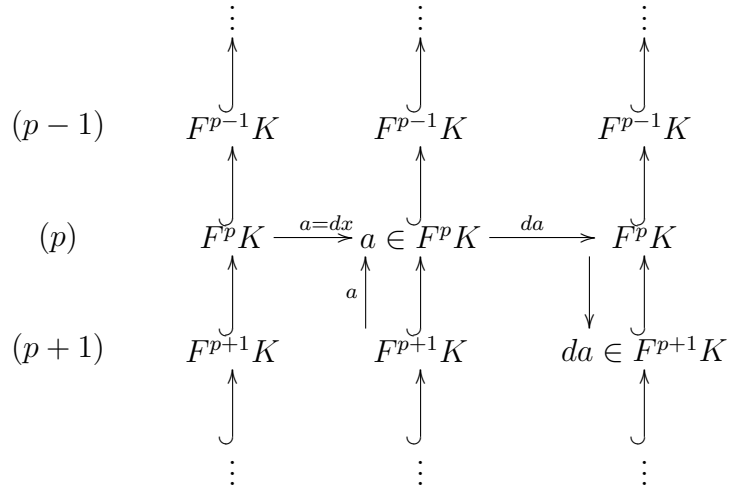 ⋮ ⋮ ⋮
(p − 1) F^{p−1}K F^{p−1}K F^{p−1}K
(p) F^pK a=dx a ∈ F^pK da F^pK
a
(p + 1) F^{p+1}K F^{p+1}K da ∈ F^{p+1}K
⋮ ⋮ ⋮